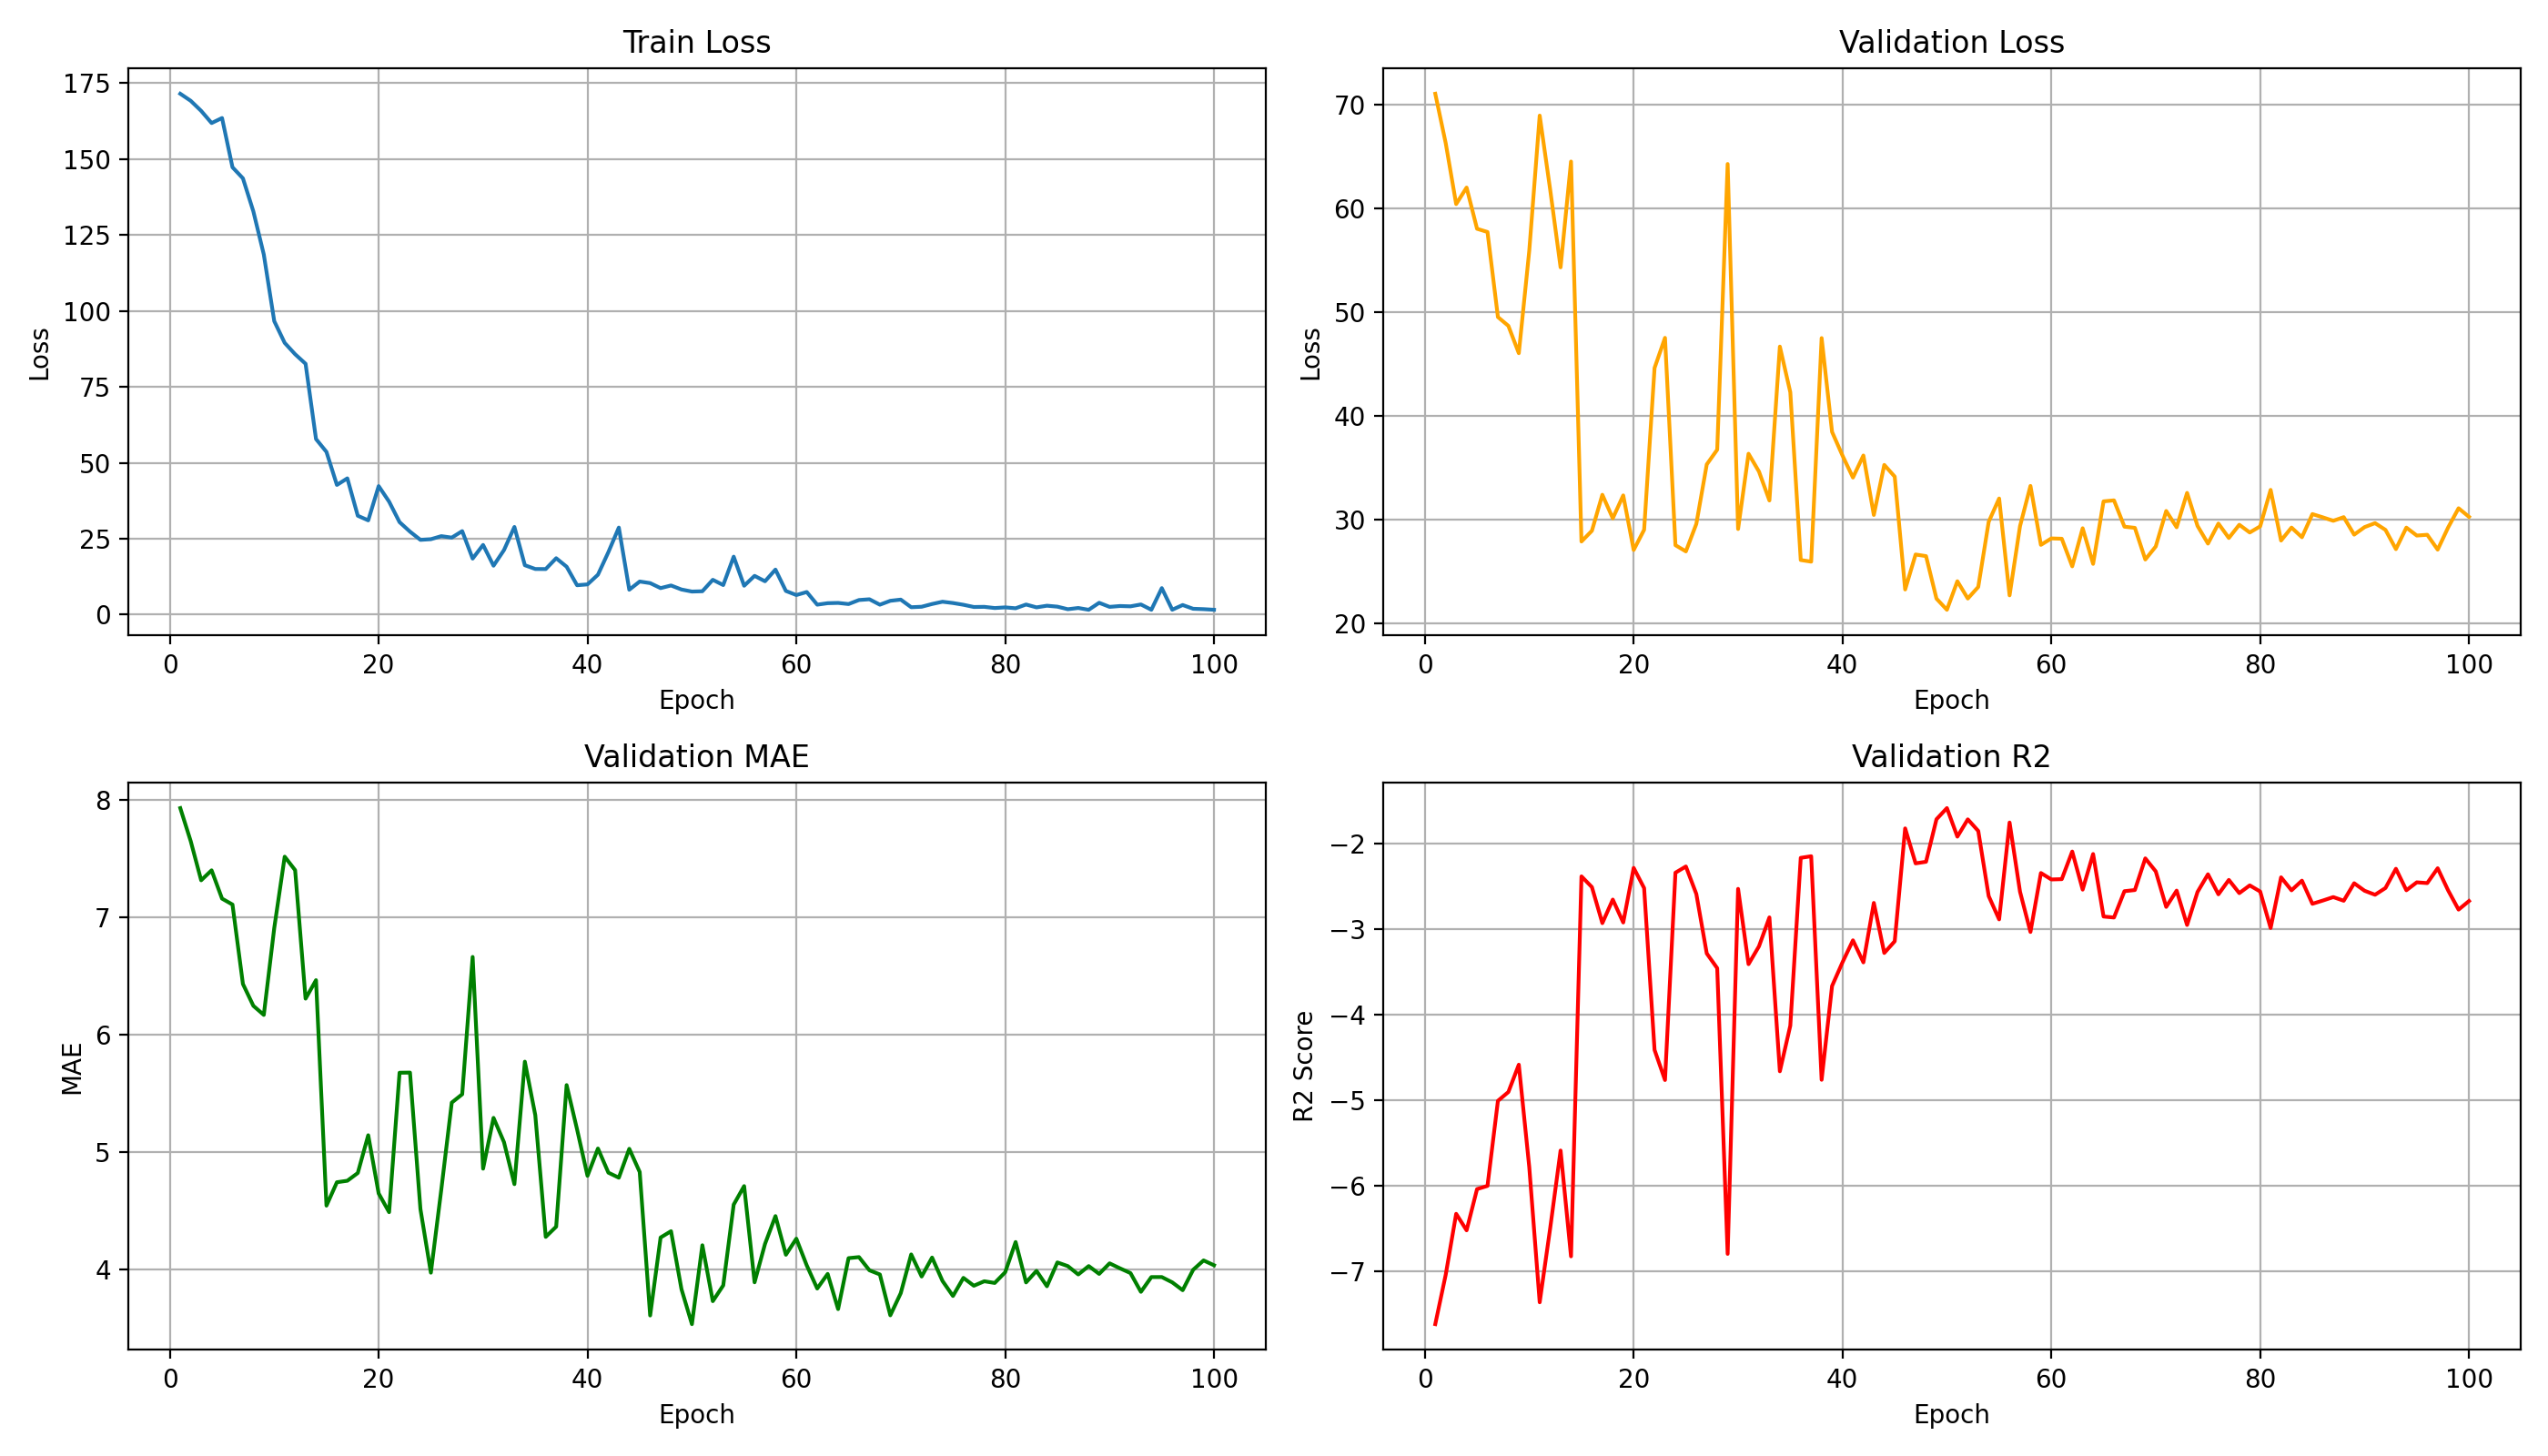 Train Loss
175
150
125
100
75
50
25
0
Loss
0 20 40 60 80 100
Epoch
Validation Loss
70
60
50
40
30
20
Loss
0 20 40 60 80 100
Epoch
Validation MAE
8
7
6
5
4
MAE
0 20 40 60 80 100
Epoch
Validation R2
−2
−3
−4
−5
−6
−7
R2 Score
0 20 40 60 80 100
Epoch